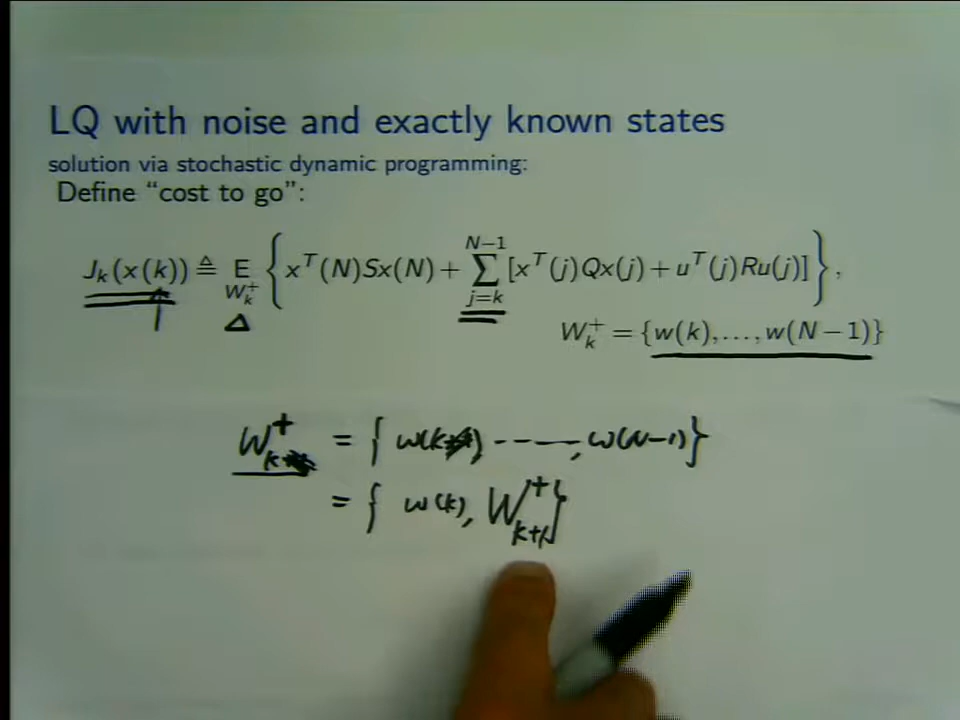 LQ with noise and exactly known states
solution via stochastic dynamic programming:
Define “cost to go”:
J_k(x(k)) ≜ E_{W_k^+} { x^T(N)Sx(N) + \sum_{j=k}^{N−1} [x^T(j)Qx(j) + u^T(j)Ru(j)] },
W_k^+ = {w(k), …, w(N−1)}
W_k^+ = { w(k), -----, w(N-1) }
= { w(k), W_{k+1}^+ }